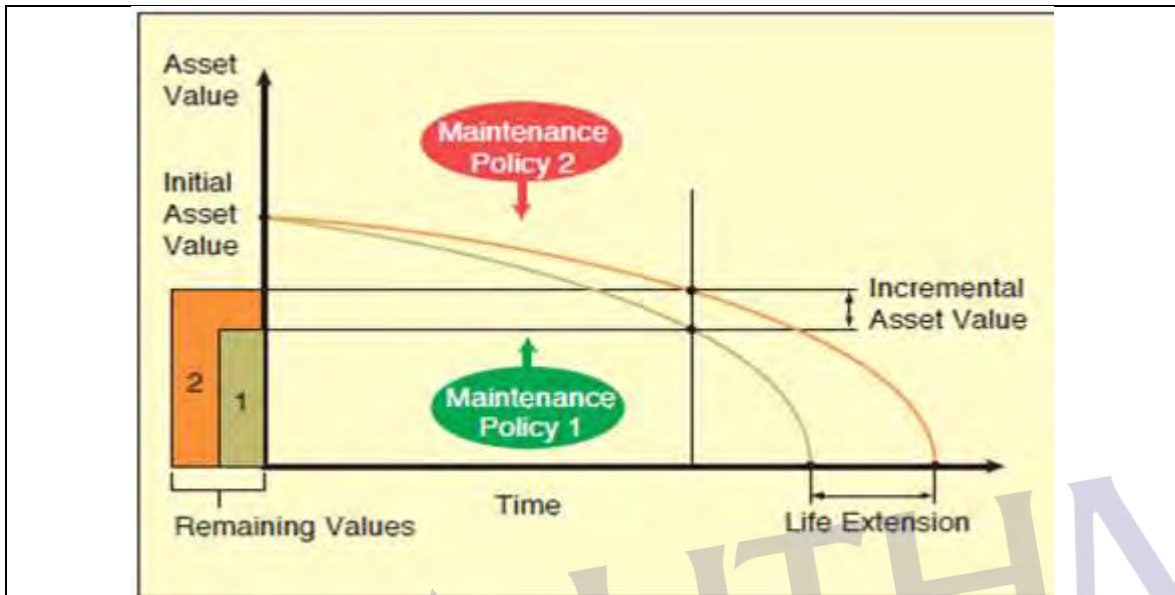 Asset
Value
Maintenance
Policy 2
Initial
Asset
Value
Incremental
Asset Value
2
1
Maintenance
Policy 1
Time
Remaining Values
Life Extension